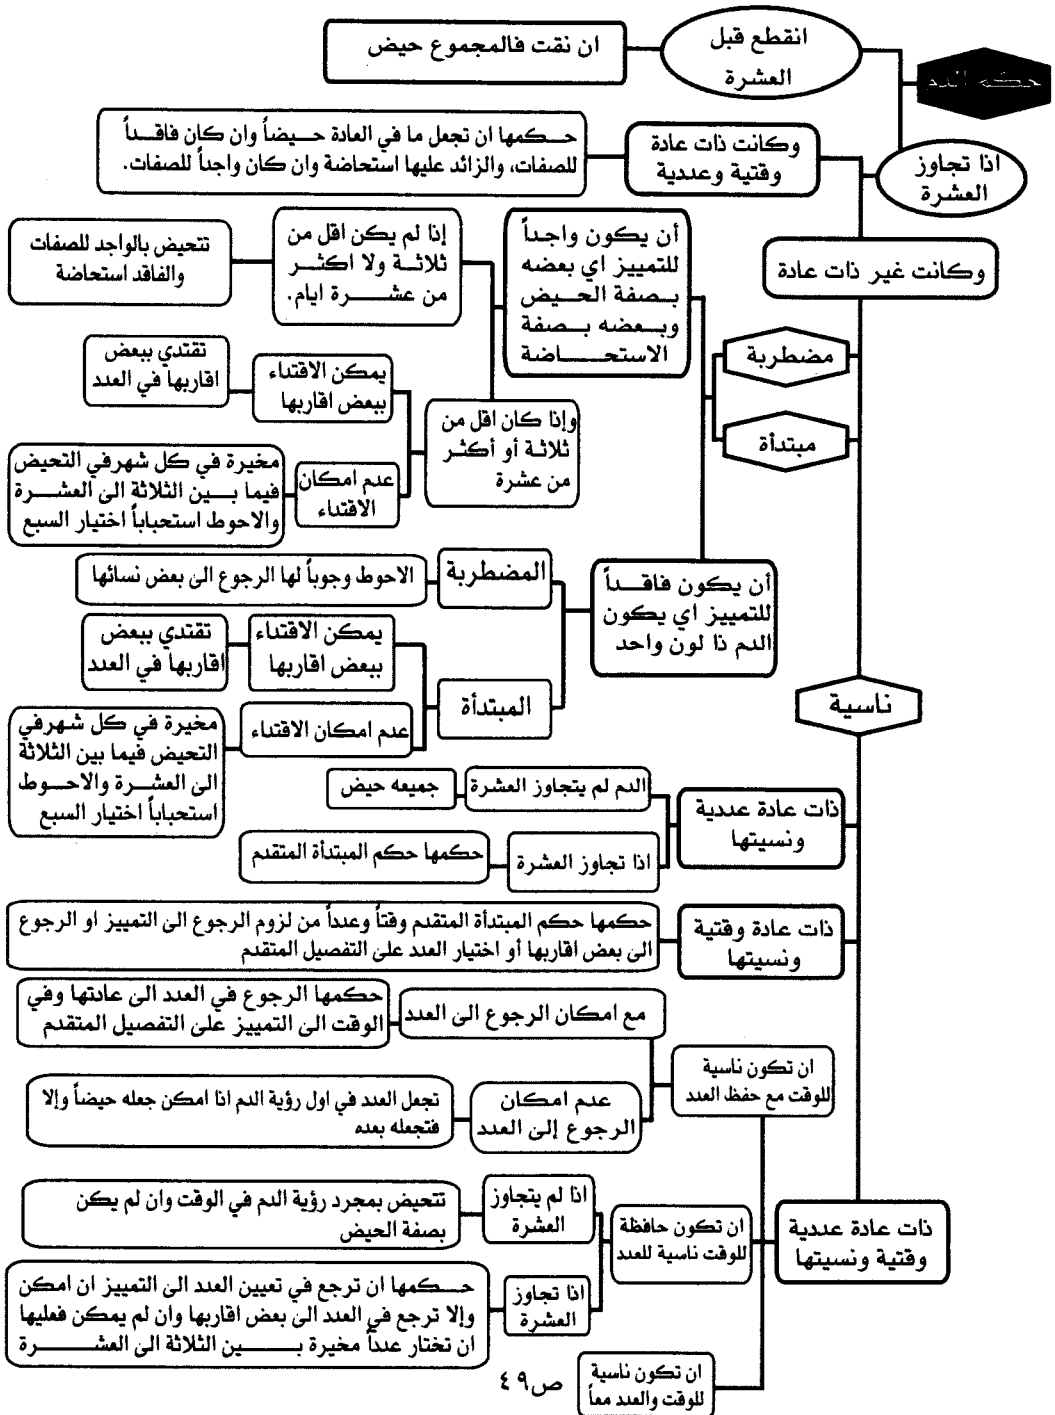 حكم الدم
انقطع قبل
العشرة
ان نقت فالمجموع حيض
اذا تجاوز
العشرة
وكانت ذات عادة
وقتية وعددية
حكمها ان تجعل ما في العادة حيضاً وان كان فاقداً
للصفات، والزائد عليها استحاضة وان كان واجداً للصفات.
وكانت غير ذات عادة
مضطربة
مبتدأة
أن يكون واجداً
للتمييز اي بعضه
بصفة الحيض
وبعضه بصفة
الاستحاضة
إذا لم يكن اقل من
ثلاثة ولا اكثر
من عشرة ايام.
تتحيض بالواجد للصفات
والفاقد استحاضة
وإذا كان اقل من
ثلاثة أو أكثر
من عشرة
يمكن الاقتداء
ببعض اقاربها
تقتدي ببعض
اقاربها في العدد
عدم امكان
الاقتداء
مخيرة في كل شهرفي التحيض
فيما بين الثلاثة الى العشرة
والاحوط استحباباً اختيار السبع
أن يكون فاقداً
للتمييز اي يكون
الدم ذا لون واحد
المضطربة
الاحوط وجوباً لها الرجوع الى بعض نسائها
المبتدأة
يمكن الاقتداء
ببعض اقاربها
تقتدي ببعض
اقاربها في العدد
عدم امكان الاقتداء
مخيرة في كل شهرفي
التحيض فيما بين الثلاثة
الى العشرة والاحوط
استحباباً اختيار السبع
ناسية
ذات عادة عددية
ونسيتها
الدم لم يتجاوز العشرة
جميعه حيض
اذا تجاوز العشرة
حكمها حكم المبتدأة المتقدم
ذات عادة وقتية
ونسيتها
حكمها حكم المبتدأة المتقدم وقتاً وعدداً من لزوم الرجوع الى التمييز او الرجوع
الى بعض اقاربها أو اختيار العدد على التفصيل المتقدم
ذات عادة عددية
وقتية ونسيتها
ان تكون ناسية
للوقت مع حفظ العدد
مع امكان الرجوع الى العدد
حكمها الرجوع في العدد الى عادتها وفي
الوقت الى التمييز على التفصيل المتقدم
عدم امكان
الرجوع إلى العدد
تجعل العدد في اول رؤية الدم اذا امكن جعله حيضاً وإلا
فتجعله بعده
ان تكون حافظة
للوقت ناسية للعدد
اذا لم يتجاوز
العشرة
تتحيض بمجرد رؤية الدم في الوقت وان لم يكن
بصفة الحيض
اذا تجاوز
العشرة
حكمها ان ترجع في تعيين العدد الى التمييز ان امكن
وإلا ترجع في العدد الى بعض اقاربها وان لم يمكن فعليها
ان تختار عدداً مخيرة بين الثلاثة الى العشرة
ان تكون ناسية
للوقت والعدد معاً
ص٤٩